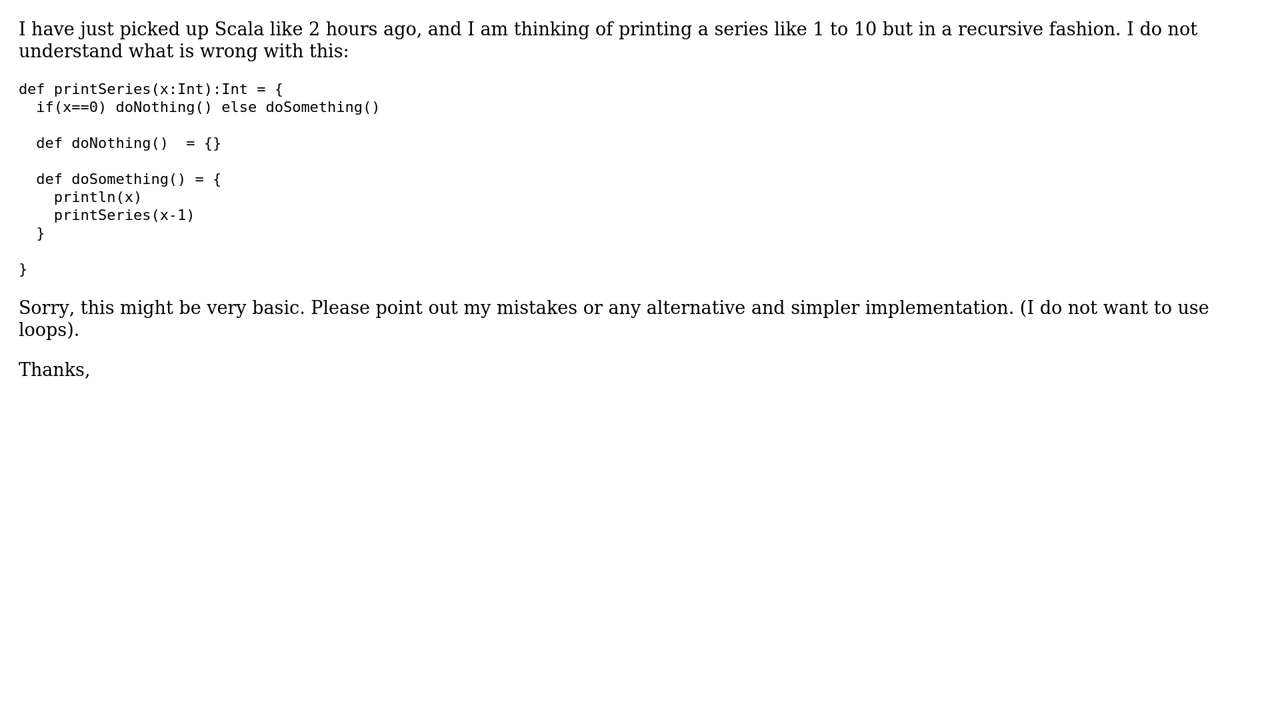 I have just picked up Scala like 2 hours ago, and I am thinking of printing a series like 1 to 10 but in a recursive fashion. I do not
understand what is wrong with this:
def printSeries(x:Int):Int = {
  if(x==0) doNothing() else doSomething()
  def doNothing()  = {}
  def doSomething() = {
    println(x)
    printSeries(x-1)
  }
}
Sorry, this might be very basic. Please point out my mistakes or any alternative and simpler implementation. (I do not want to use
loops).
Thanks,